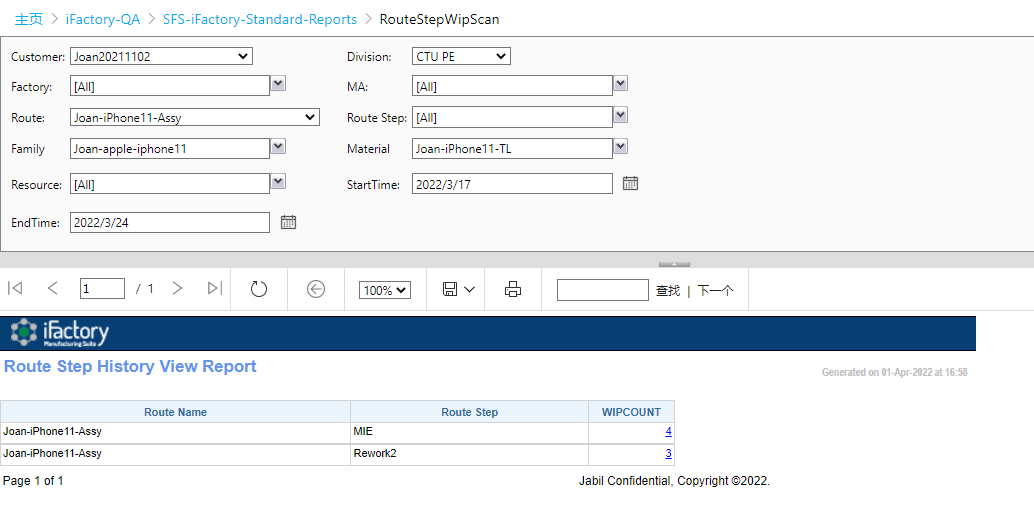 主页 > iFactory-QA > SFS-iFactory-Standard-Reports > RouteStepWipScan
Customer: Joan20211102 Division: CTU PE
Factory: [All] MA: [All]
Route: Joan-iPhone11-Assy Route Step: [All]
Family Joan-apple-iphone11 Material Joan-iPhone11-TL
Resource: [All] StartTime: 2022/3/17
EndTime: 2022/3/24
1 / 1 100% 查找 | 下一个
iFactory
Manufacturing Suite
Route Step History View Report
Generated on 01-Apr-2022 at 16:58
Route Name Route Step WIPCOUNT
Joan-iPhone11-Assy MIE 4
Joan-iPhone11-Assy Rework2 3
Page 1 of 1 Jabil Confidential, Copyright ©2022.